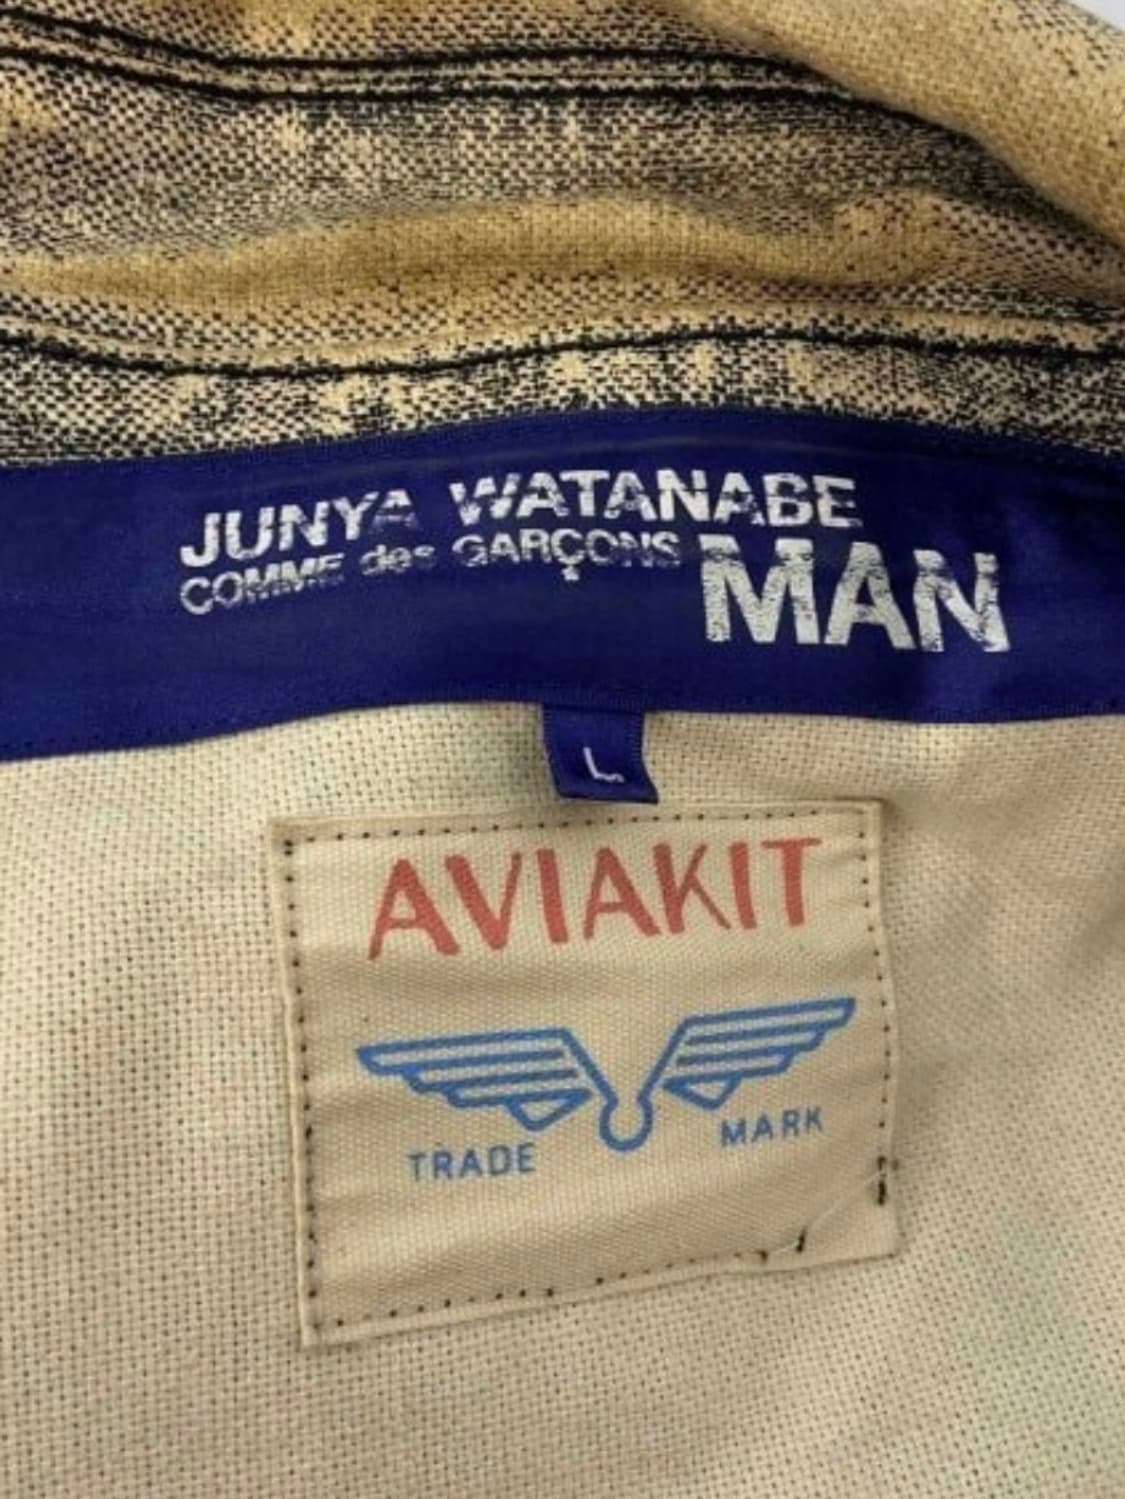 JUNYA WATANABE
COMME des GARÇONS MAN
L
AVIAKIT
TRADE MARK